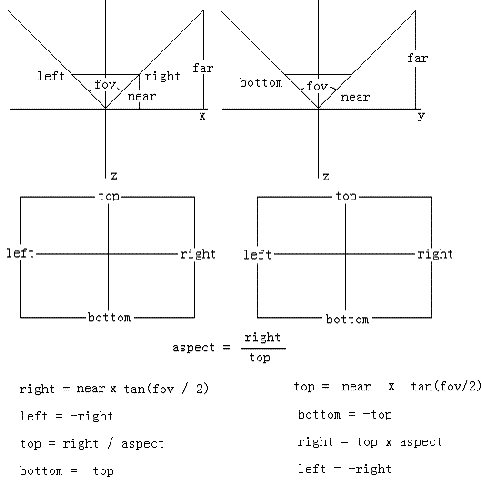 left fov right far
near
x
z
bottom fov far
near
y
z
top
left right
bottom
top
left right
bottom
aspect = right / top
right = near x tan(fov / 2)
left = -right
top = right / aspect
bottom = top
top = near x tan(fov/2)
bottom = -top
right = top x aspect
left = -right